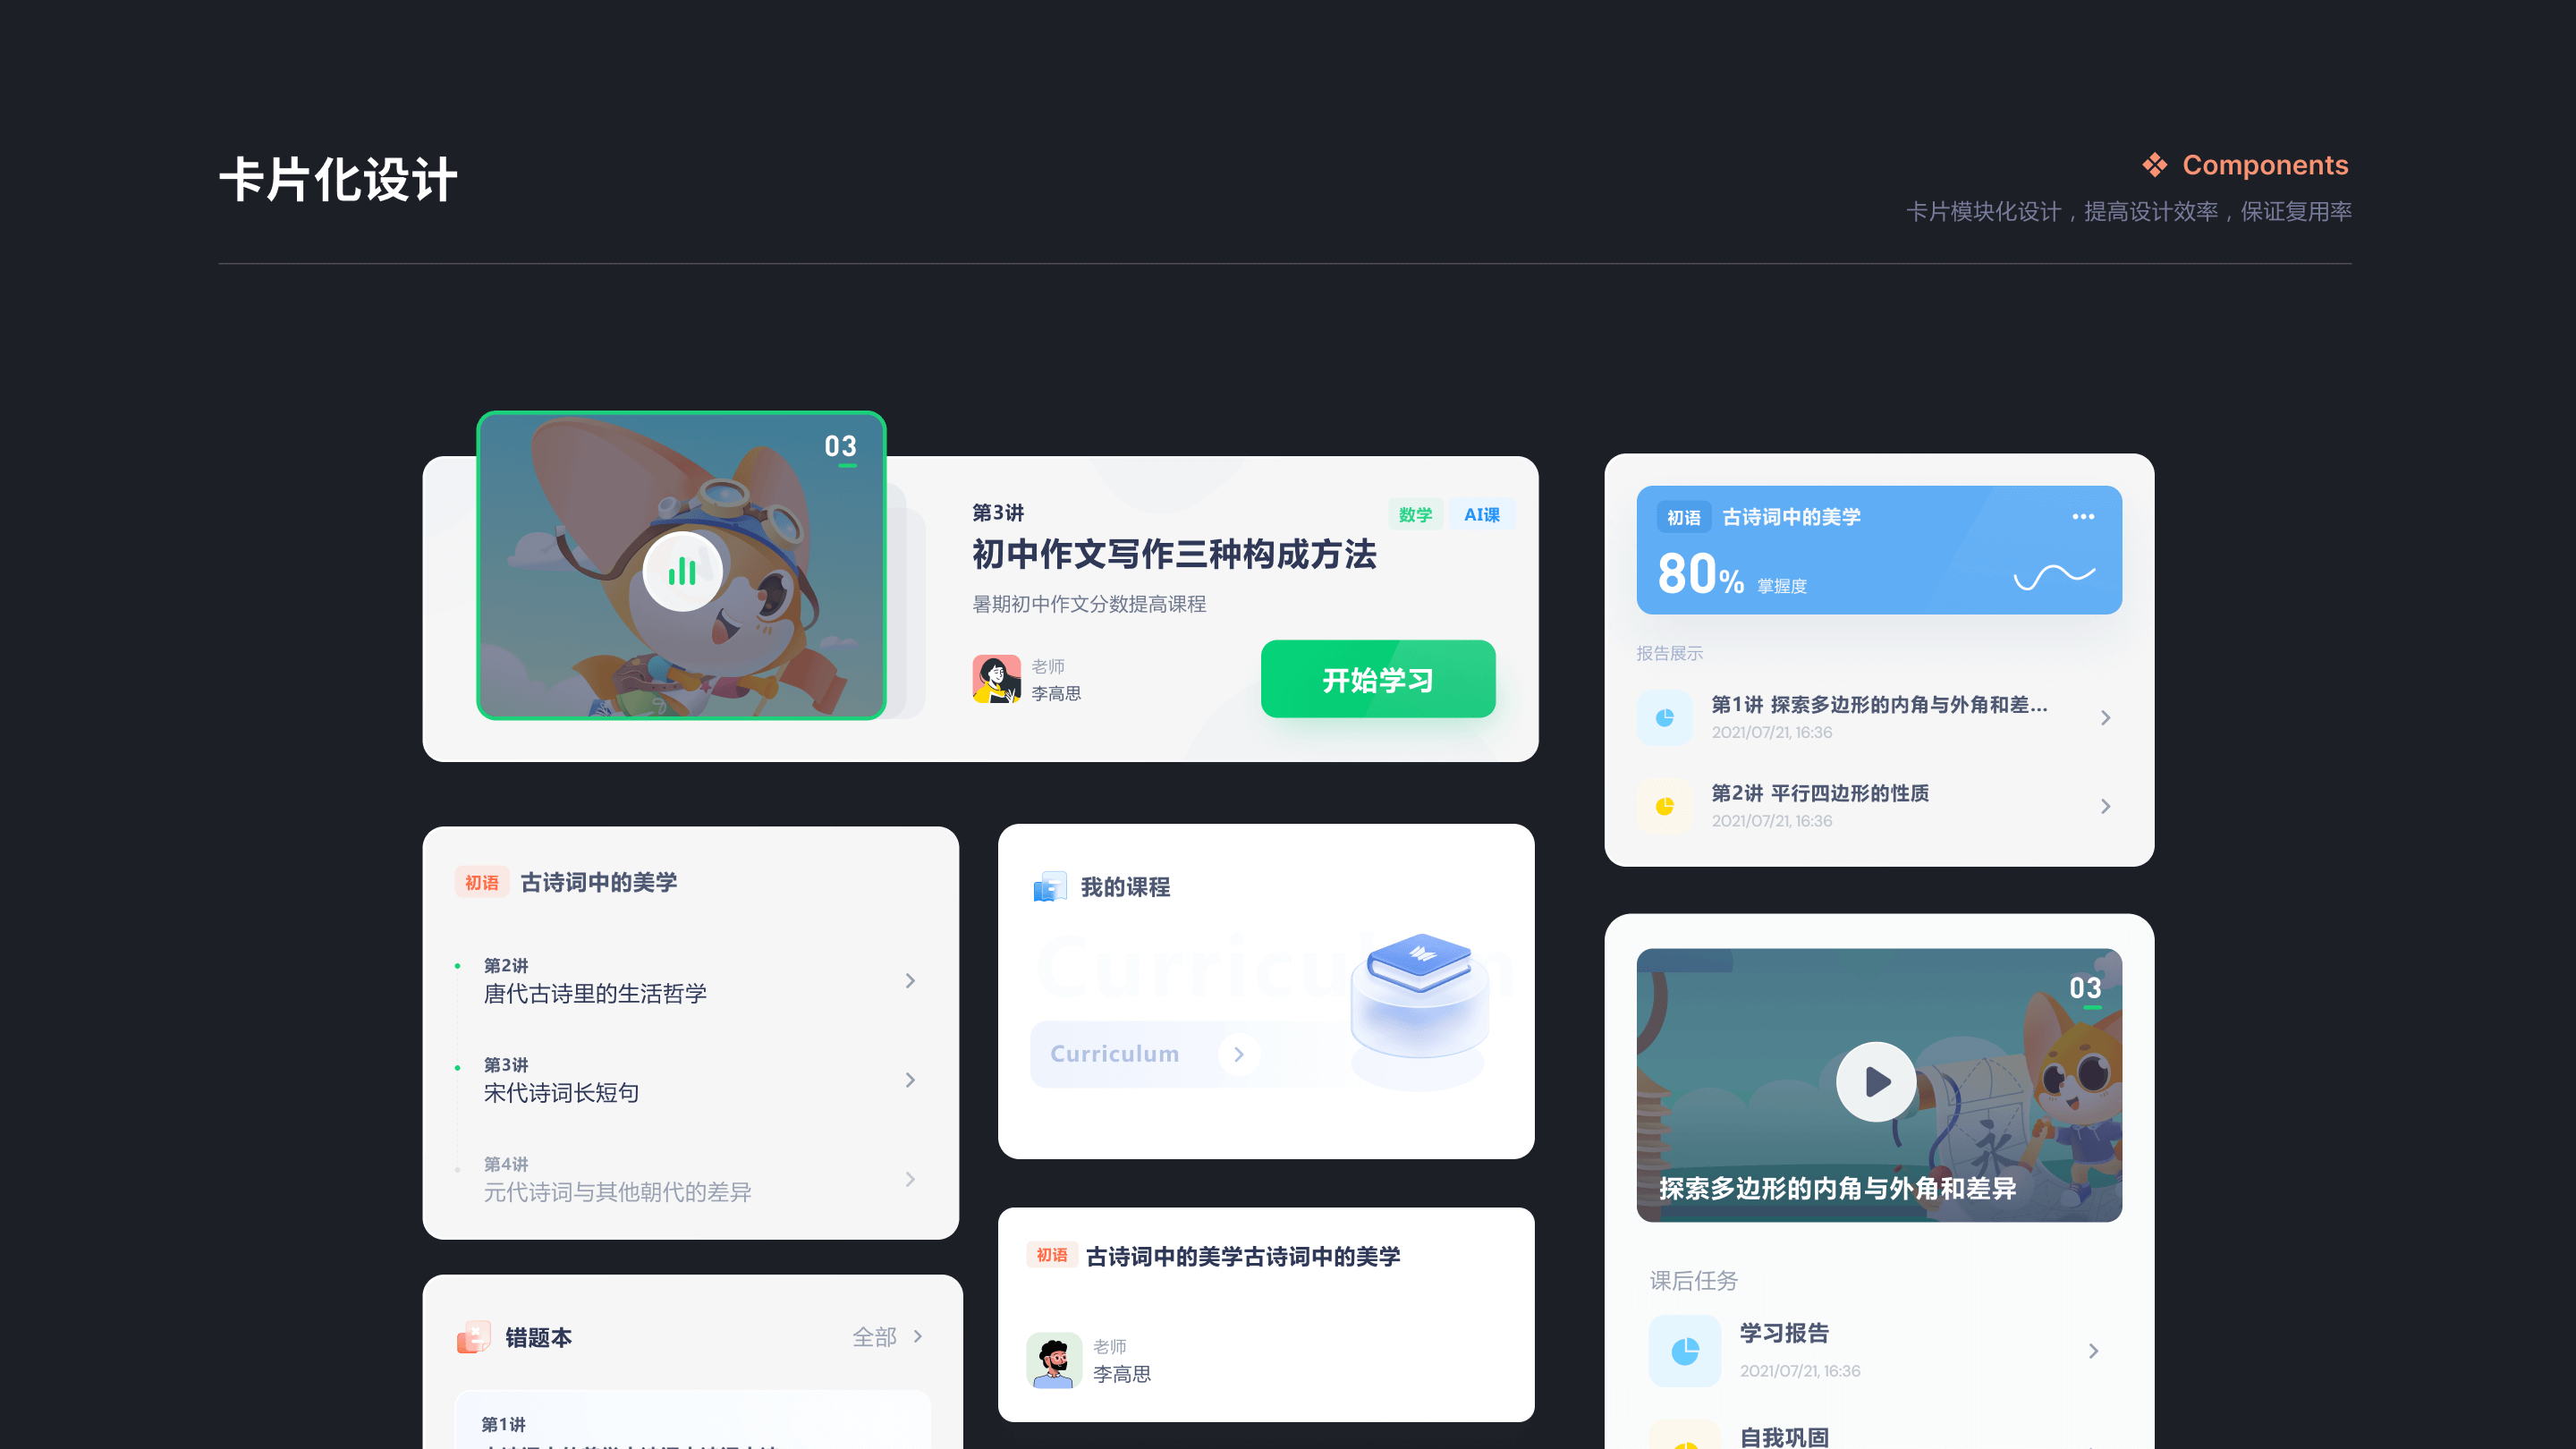 卡片化设计
Components
卡片模块化设计，提高设计效率，保证复用率
03
第3讲
数学
AI课
初中作文写作三种构成方法
暑期初中作文分数提高课程
老师
李高思
开始学习
初语
古诗词中的美学
80%
掌握度
报告展示
第1讲 探索多边形的内角与外角和差...
2021/07/21, 16:36
第2讲 平行四边形的性质
2021/07/21, 16:36
初语
古诗词中的美学
第2讲
唐代古诗里的生活哲学
第3讲
宋代诗词长短句
第4讲
元代诗词与其他朝代的差异
我的课程
Curriculum
Curriculum
03
永
探索多边形的内角与外角和差异
初语
古诗词中的美学古诗词中的美学
老师
李高思
课后任务
学习报告
2021/07/21, 16:36
自我巩固
错题本
全部
第1讲